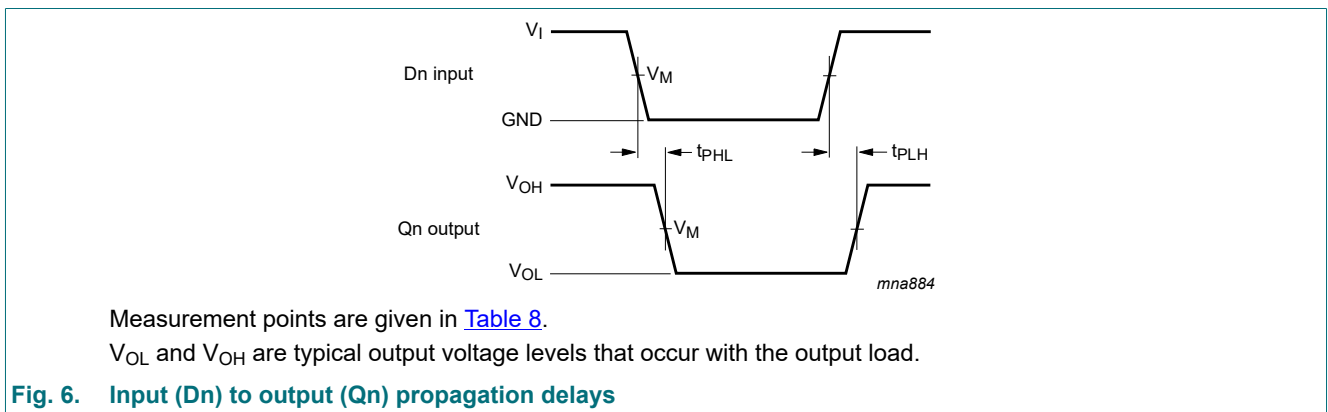 VI
Dn input
VM
GND
tPHL
tPLH
VOH
Qn output
VM
VOL
mna884
Measurement points are given in Table 8.
VOL and VOH are typical output voltage levels that occur with the output load.
Fig. 6. Input (Dn) to output (Qn) propagation delays